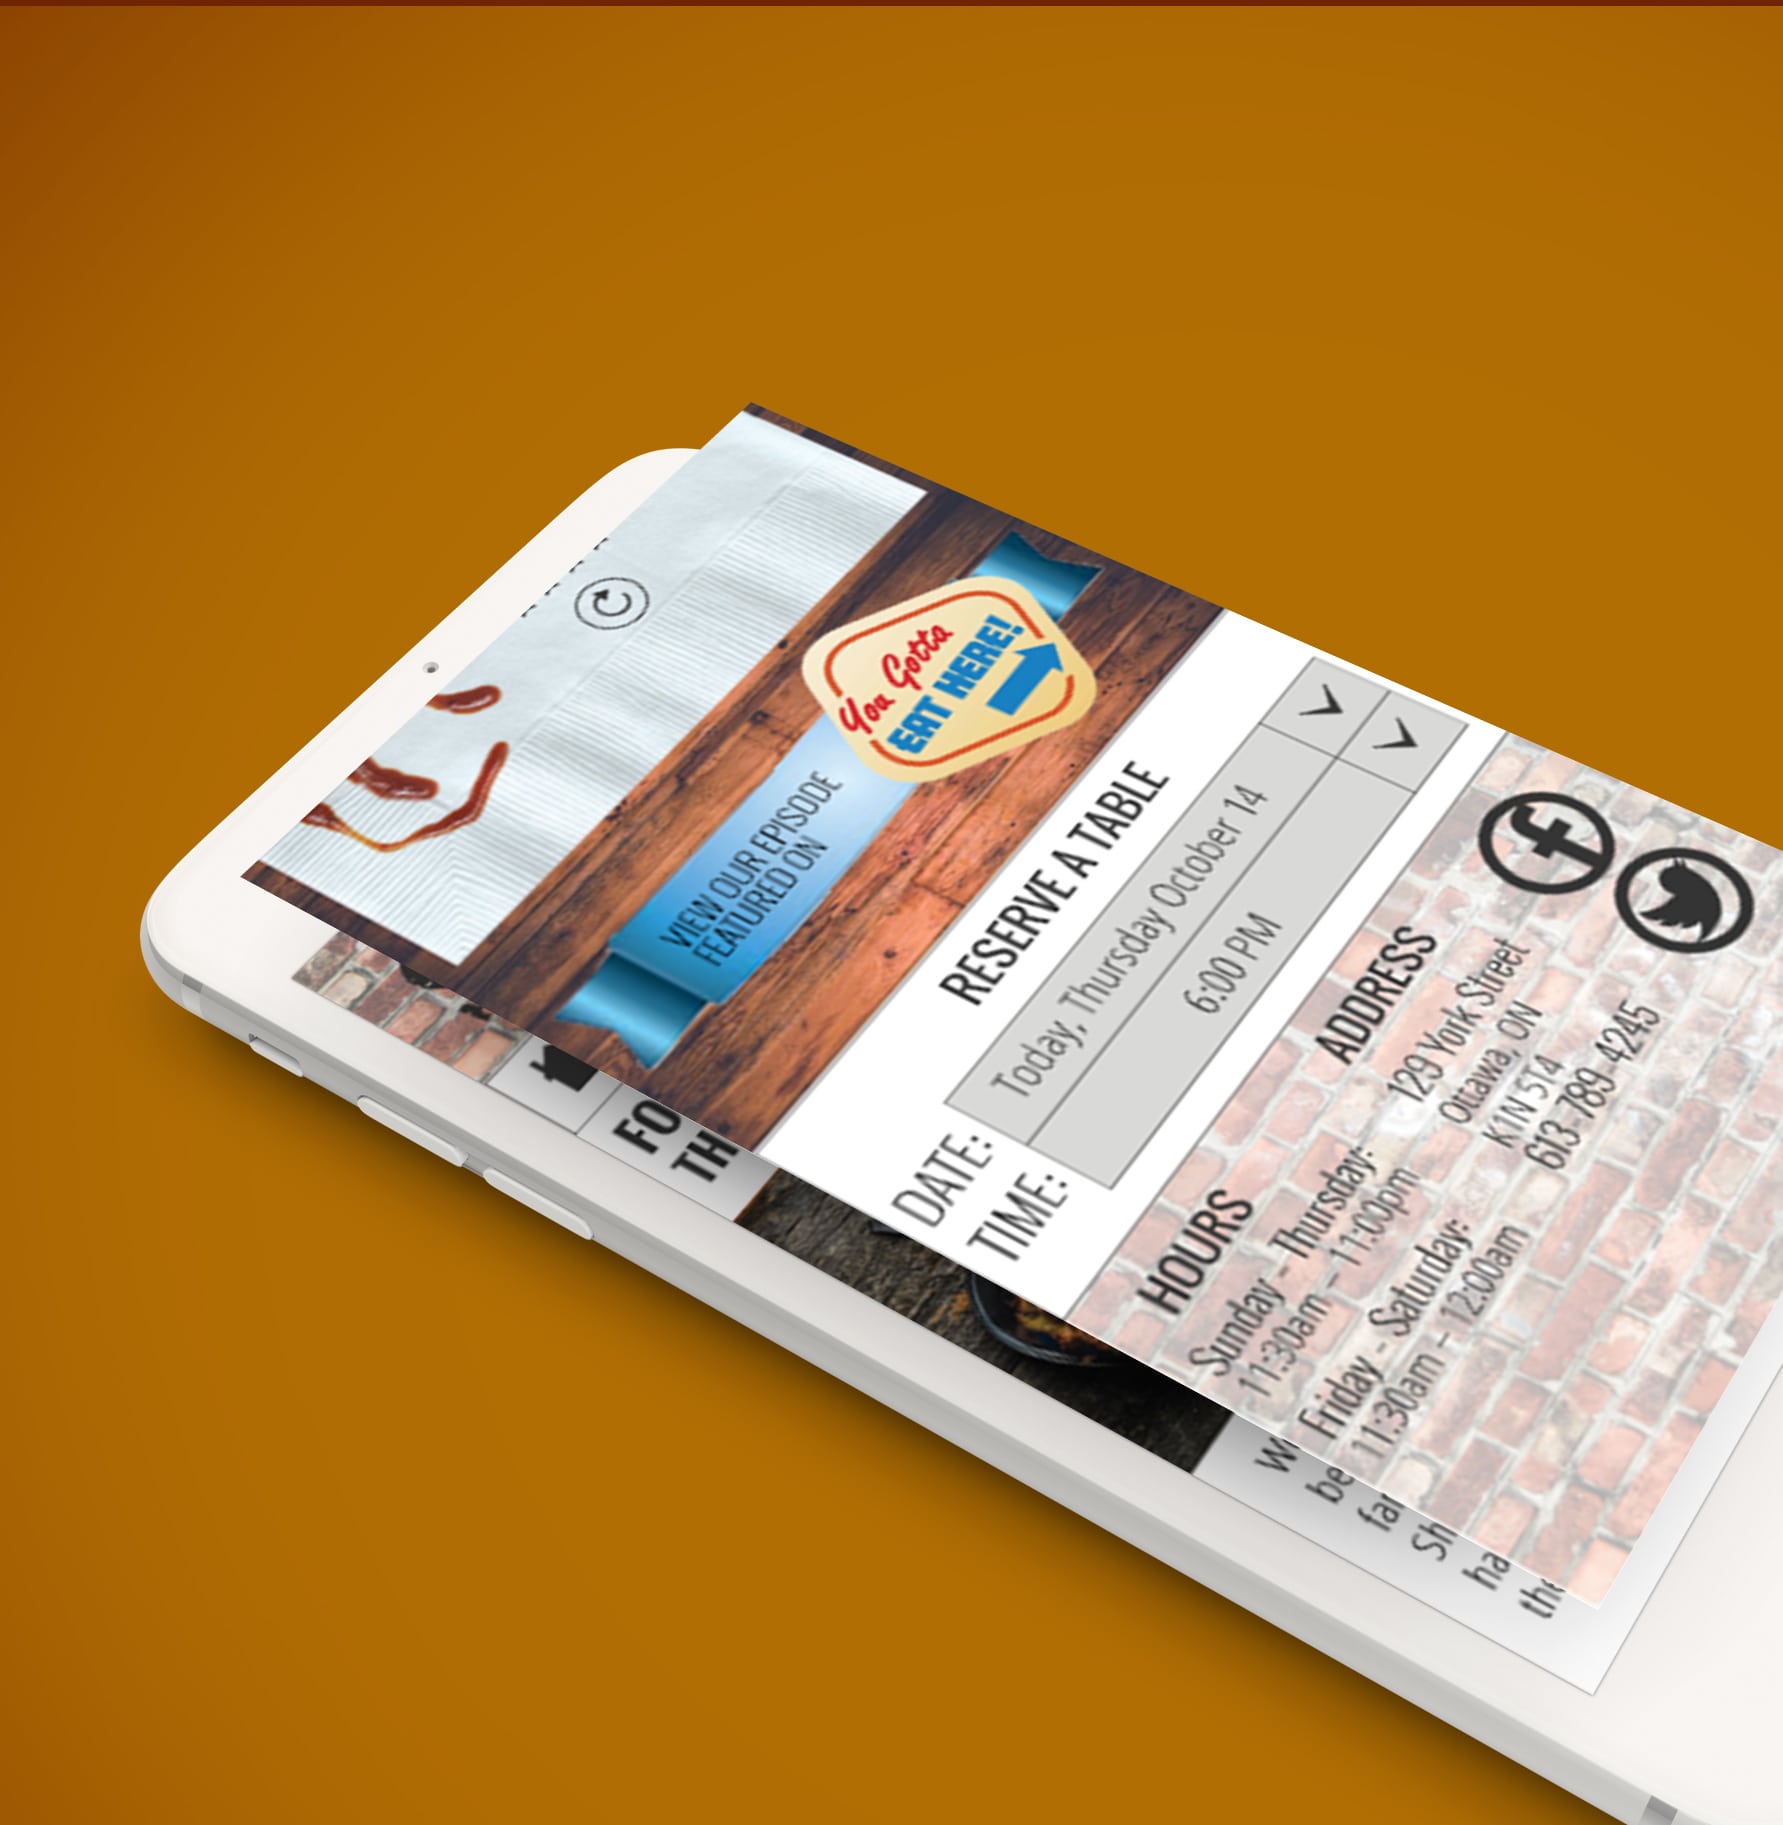 VIEW OUR EPISODE
FEATURED ON
You Gotta
EAT HERE!
RESERVE A TABLE
DATE:
Today, Thursday October 14
TIME:
6:00 PM
HOURS
Sunday - Thursday:
11:30am - 11:00pm
Friday - Saturday:
11:30am - 12:00am
ADDRESS
129 York Street
Ottawa, ON
K1N 5T4
613-789-4245
FO
TH
be
Sh
ha